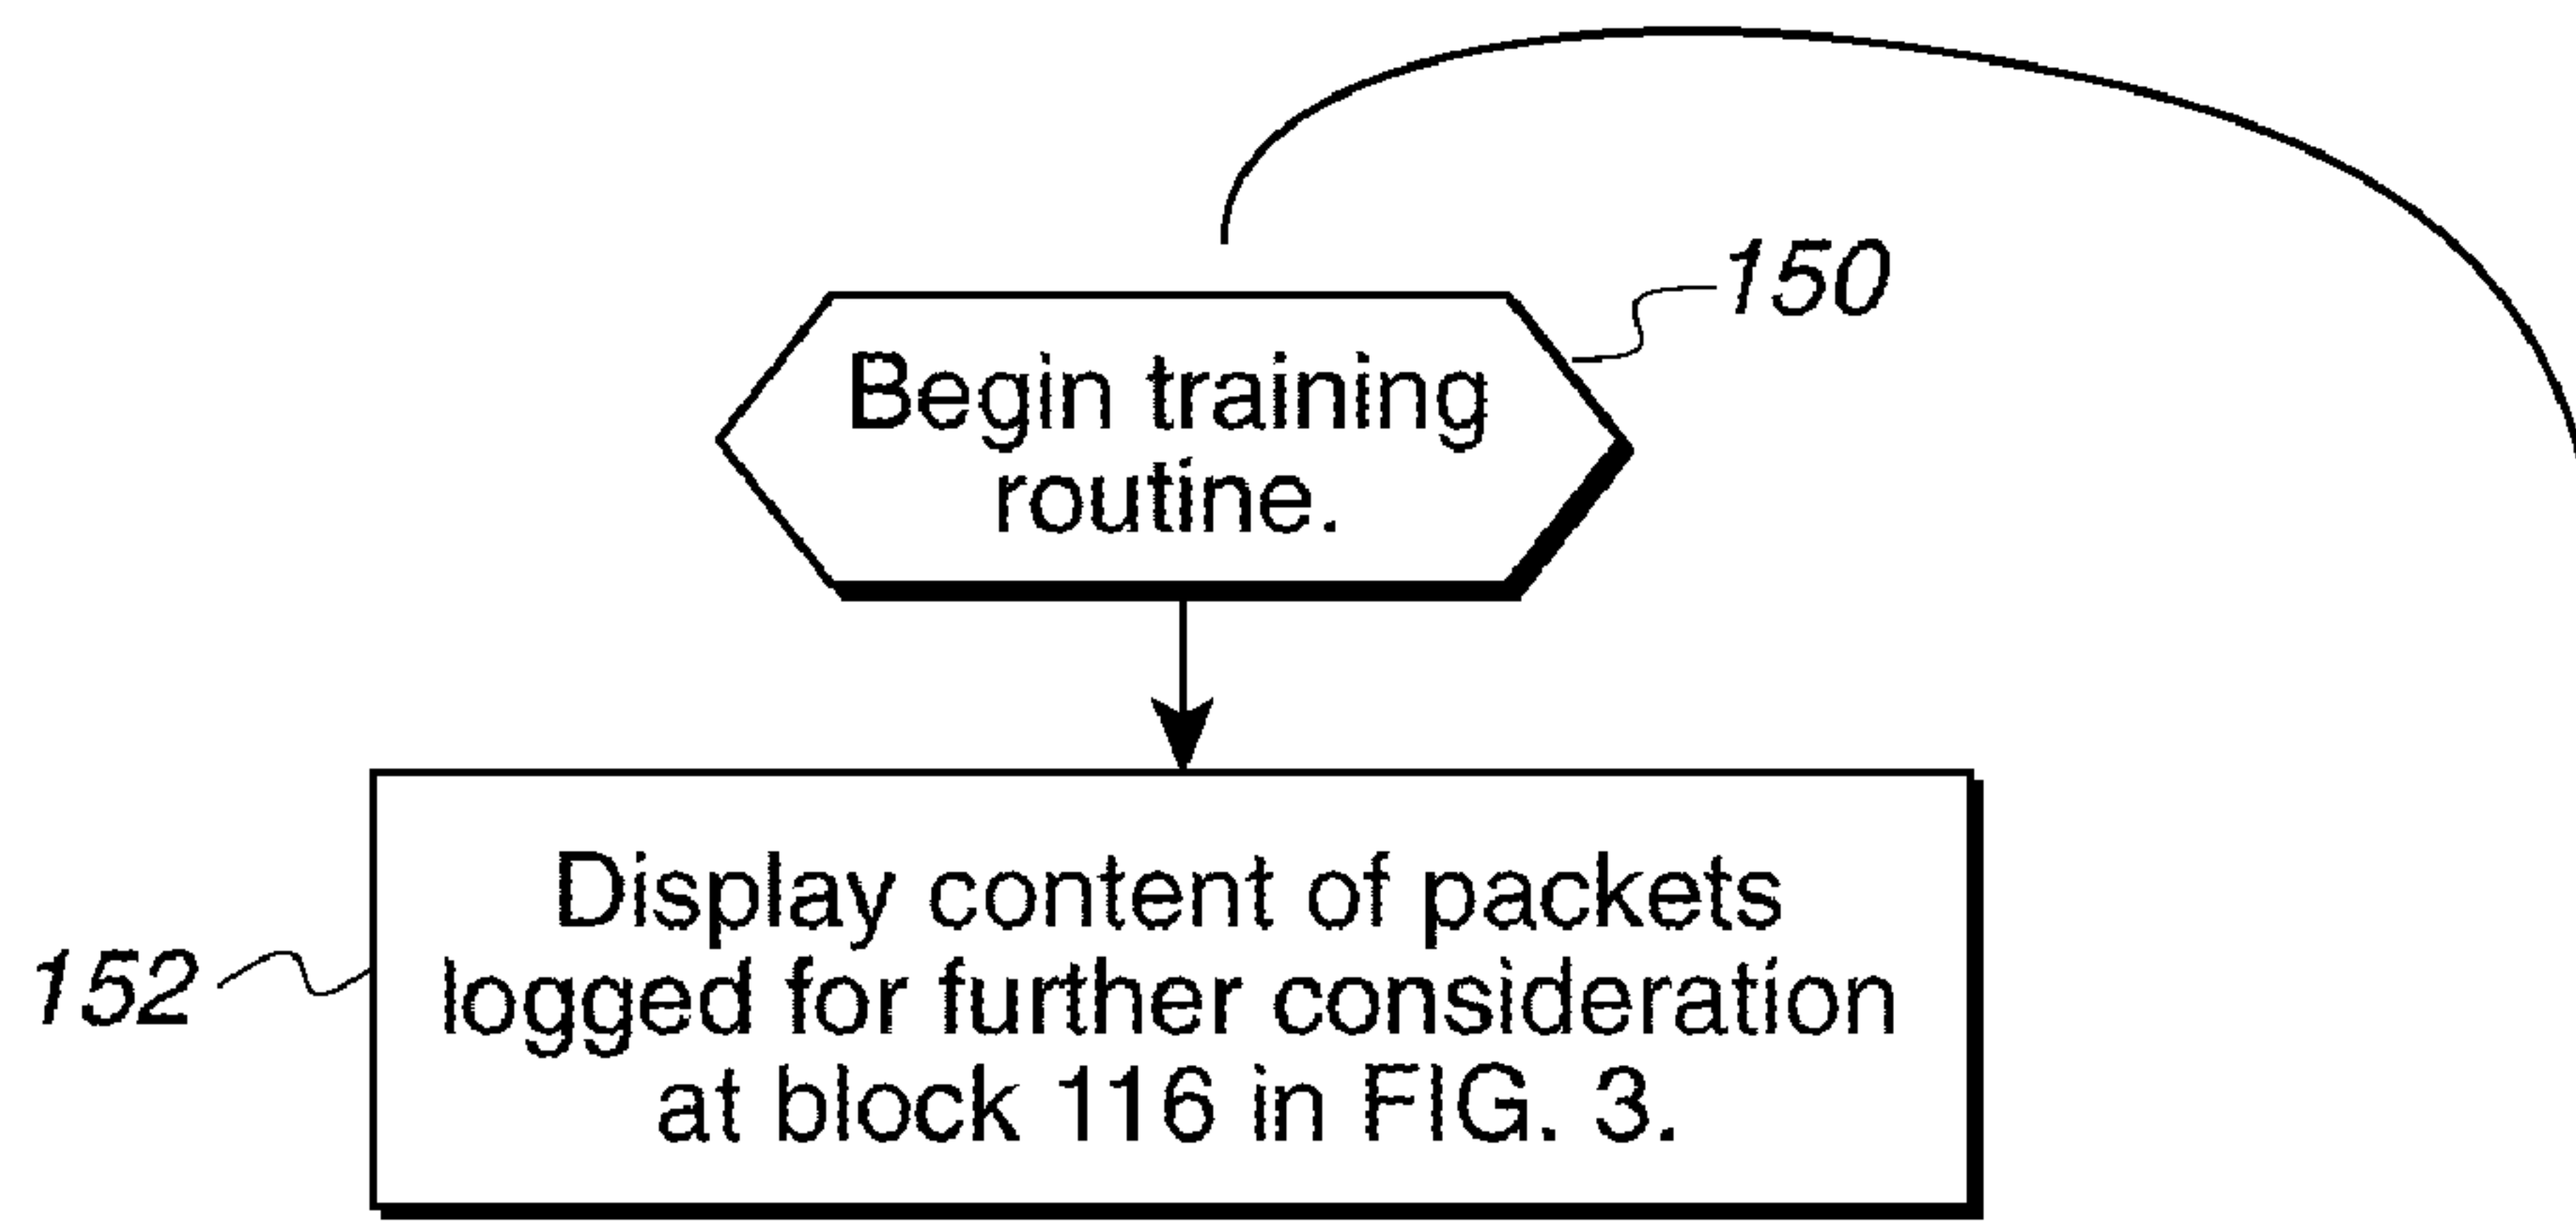 150
Begin training
routine.
Display content of packets
logged for further consideration
at block 116 in FIG. 3.
152